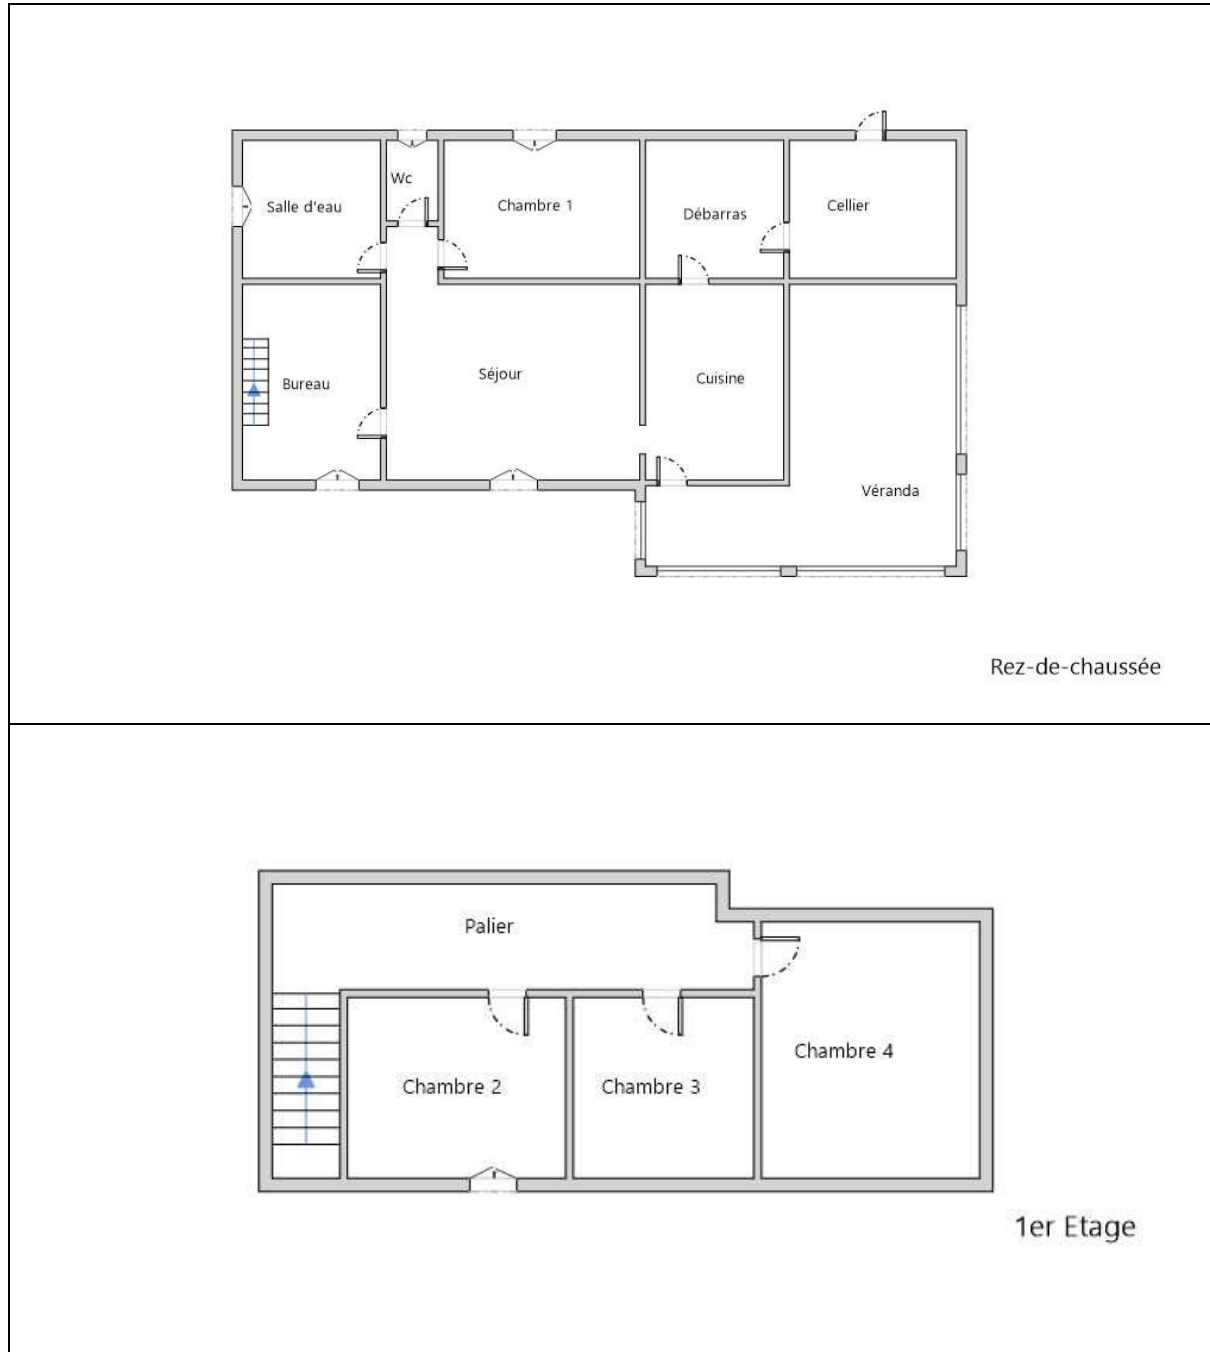 Wc
Salle d'eau
Chambre 1
Débarras
Cellier
Bureau
Séjour
Cuisine
Véranda
Rez-de-chaussée
Palier
Chambre 2
Chambre 3
Chambre 4
1er Etage